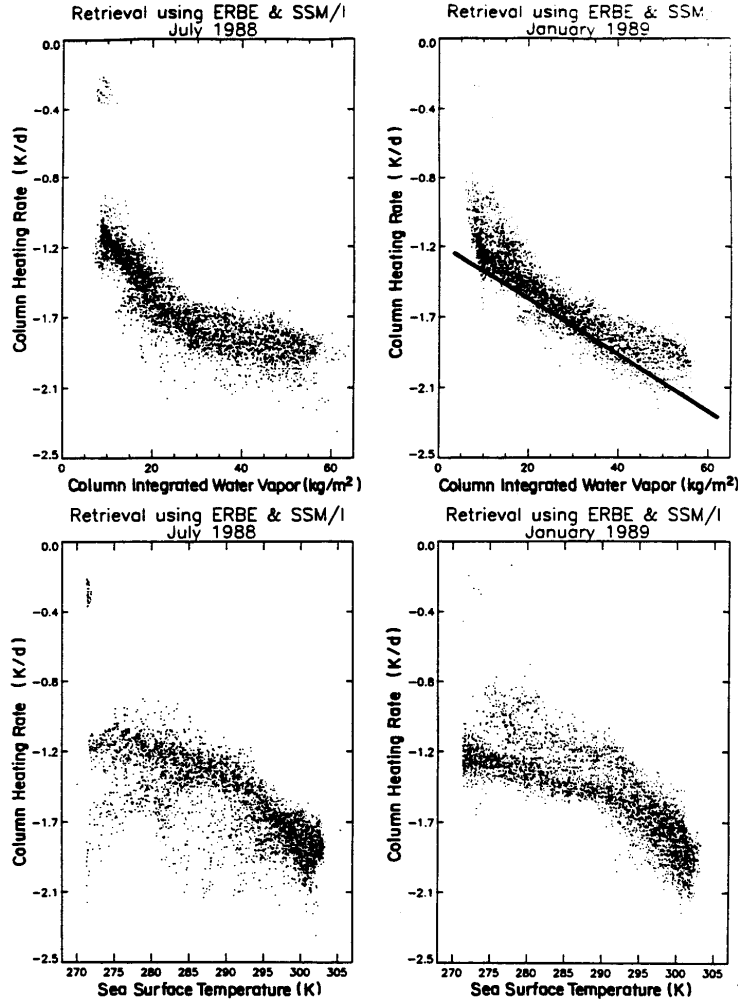 Retrieval using ERBE & SSM/I
July 1988
0.0
-0.4
-0.8
-1.2
-1.7
-2.1
-2.5
Column Heating Rate (K/d)
0 20 40 60
Column Integrated Water Vapor (kg/m²)
Retrieval using ERBE & SSM
January 1989
0.0
-0.4
-0.8
-1.2
-1.7
-2.1
-2.5
Column Heating Rate (K/d)
0 20 40 60
Column Integrated Water Vapor (kg/m²)
Retrieval using ERBE & SSM/I
July 1988
0.0
-0.4
-0.8
-1.2
-1.7
-2.1
-2.5
Column Heating Rate (K/d)
270 275 280 285 290 295 300 305
Sea Surface Temperature (K)
Retrieval using ERBE & SSM/I
January 1989
0.0
-0.4
-0.8
-1.2
-1.7
-2.1
-2.5
Column Heating Rate (K/d)
270 275 280 285 290 295 300 305
Sea Surface Temperature (K)